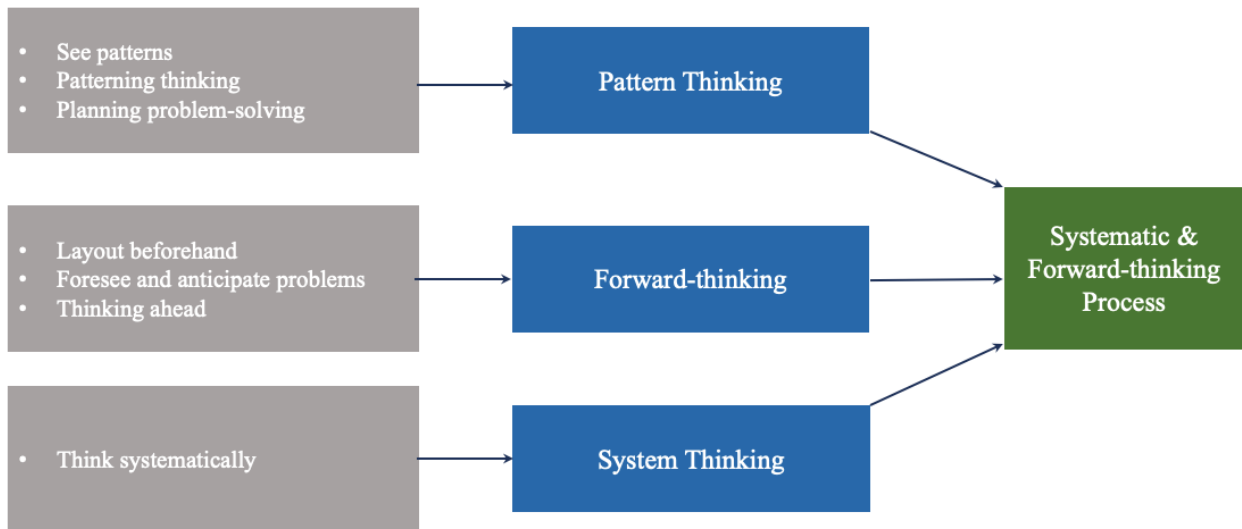 • See patterns
• Patterning thinking
• Planning problem-solving
Pattern Thinking
• Layout beforehand
• Foresee and anticipate problems
• Thinking ahead
Forward-thinking
Systematic &
Forward-thinking
Process
• Think systematically
System Thinking